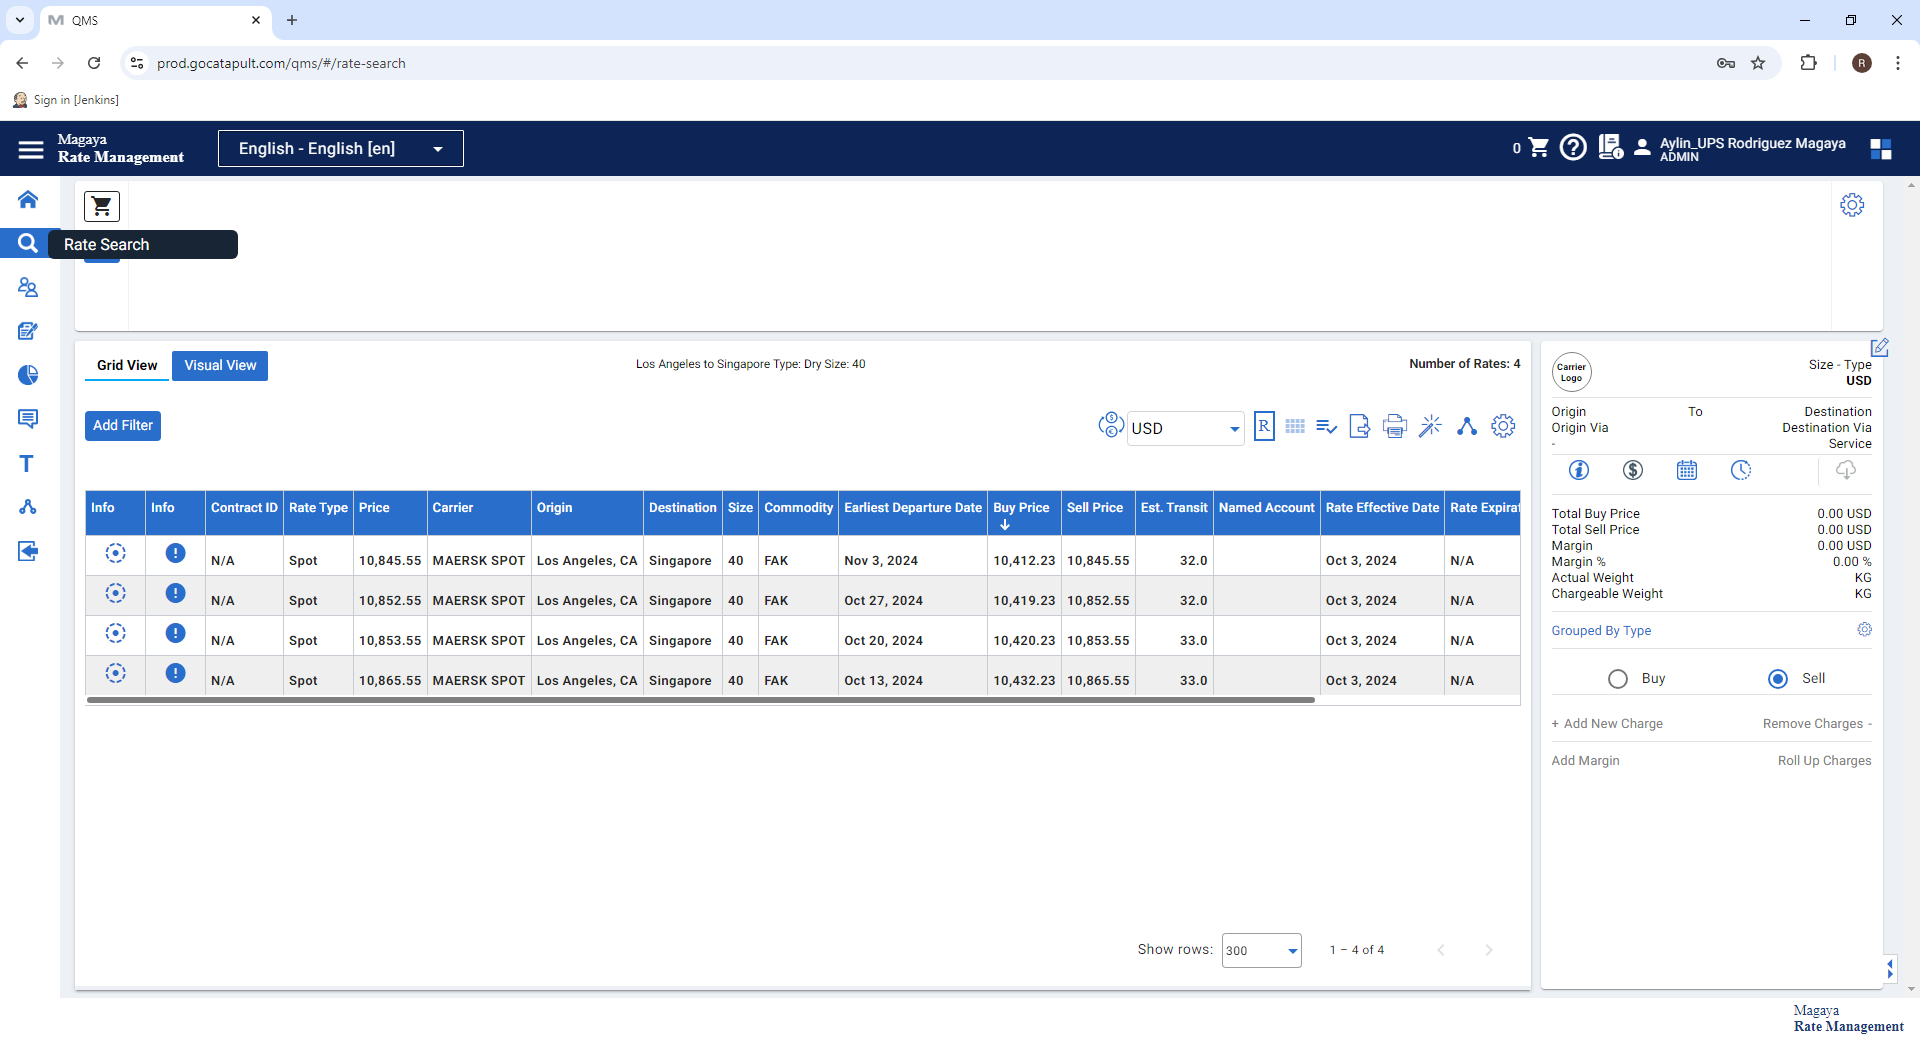 QMS
prod.gocatapult.com/qms/#/rate-search
R
Sign in [Jenkins]
Magaya
Rate Management
English - English [en]
0
Aylin_UPS Rodriguez Magaya
ADMIN
Rate Search
Grid View
Visual View
Los Angeles to Singapore Type: Dry Size: 40
Number of Rates: 4
Add Filter
USD
R
Info Info Contract ID Rate Type Price Carrier Origin Destination Size Commodity Earliest Departure Date Buy Price Sell Price Est. Transit Named Account Rate Effective Date Rate Expirat
N/A Spot 10,845.55 MAERSK SPOT Los Angeles, CA Singapore 40 FAK Nov 3, 2024 10,412.23 10,845.55 32.0 Oct 3, 2024 N/A
N/A Spot 10,852.55 MAERSK SPOT Los Angeles, CA Singapore 40 FAK Oct 27, 2024 10,419.23 10,852.55 32.0 Oct 3, 2024 N/A
N/A Spot 10,853.55 MAERSK SPOT Los Angeles, CA Singapore 40 FAK Oct 20, 2024 10,420.23 10,853.55 33.0 Oct 3, 2024 N/A
N/A Spot 10,865.55 MAERSK SPOT Los Angeles, CA Singapore 40 FAK Oct 13, 2024 10,432.23 10,865.55 33.0 Oct 3, 2024 N/A
Show rows: 300 1 – 4 of 4
Carrier
Logo
Size - Type
USD
Origin To Destination
Origin Via Destination Via
- Service
Total Buy Price 0.00 USD
Total Sell Price 0.00 USD
Margin 0.00 USD
Margin % 0.00 %
Actual Weight KG
Chargeable Weight KG
Grouped By Type
Buy Sell
+ Add New Charge Remove Charges -
Add Margin Roll Up Charges
Magaya
Rate Management